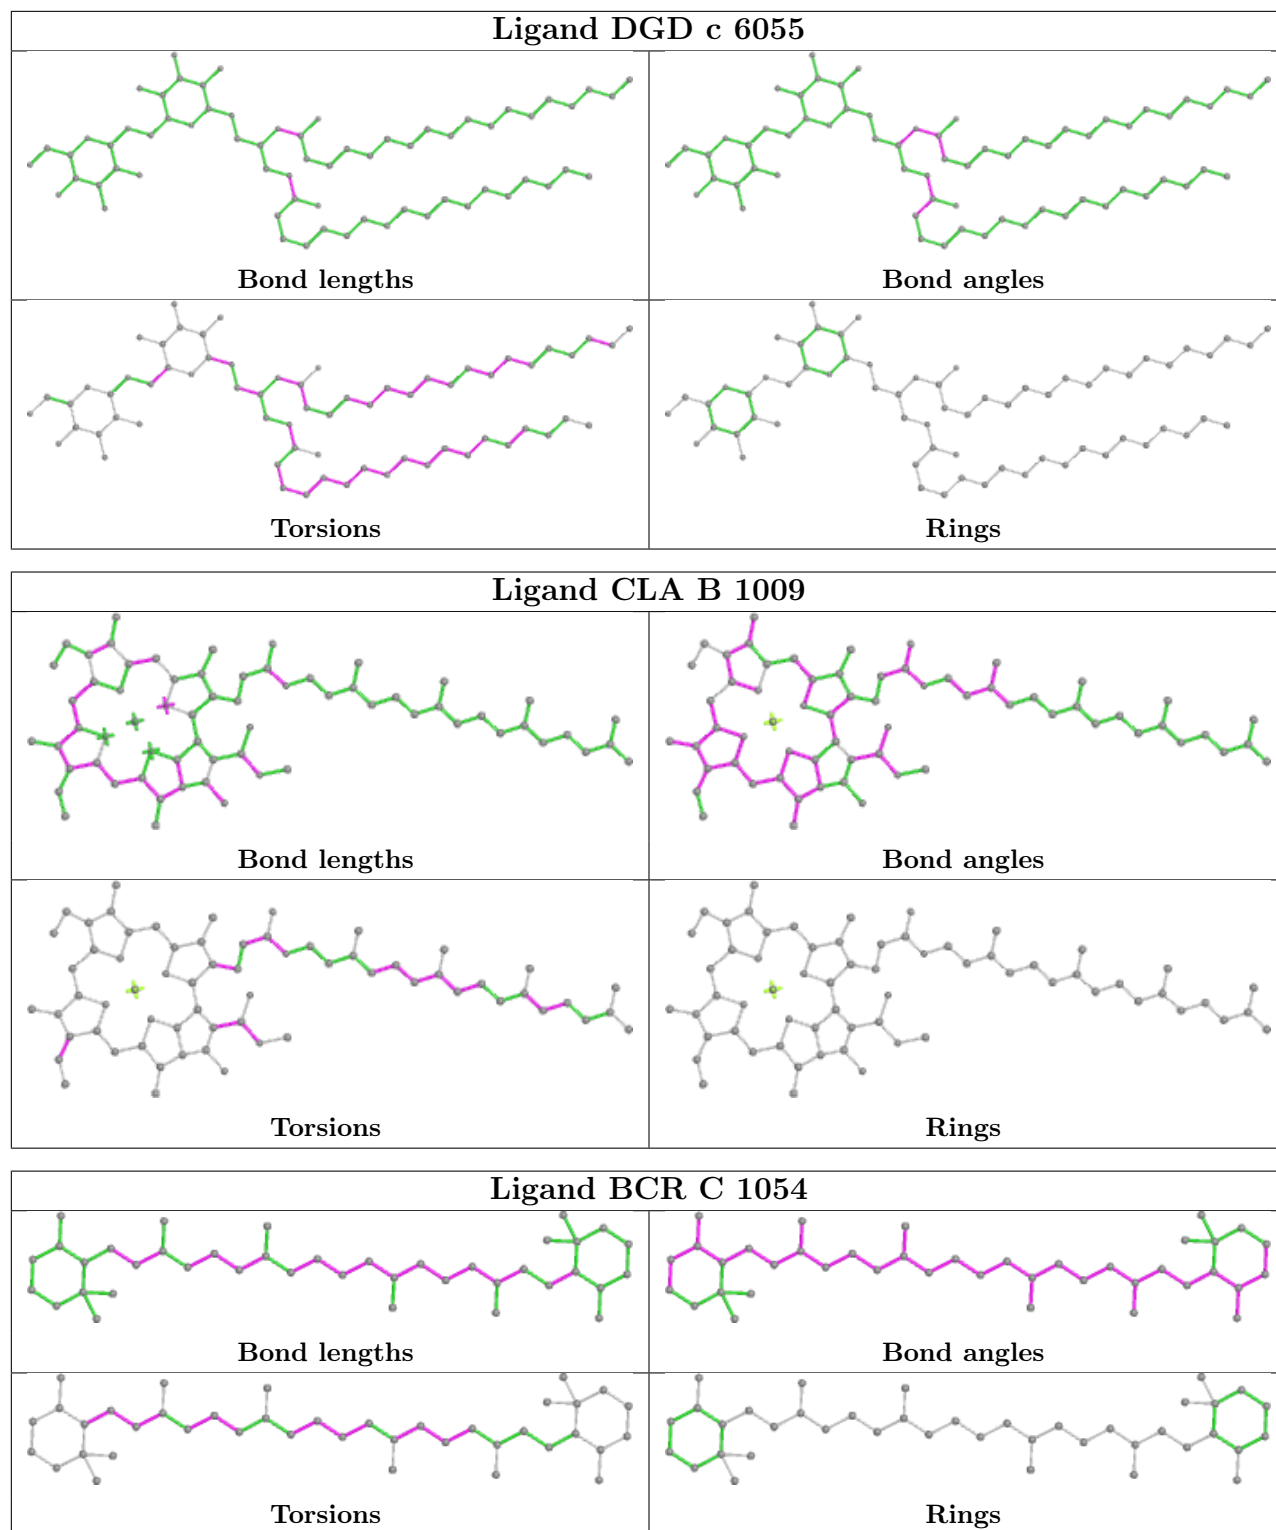 Ligand DGD c 6055
Bond lengths
Bond angles
Torsions
Rings
Ligand CLA B 1009
Bond lengths
Bond angles
Torsions
Rings
Ligand BCR C 1054
Bond lengths
Bond angles
Torsions
Rings